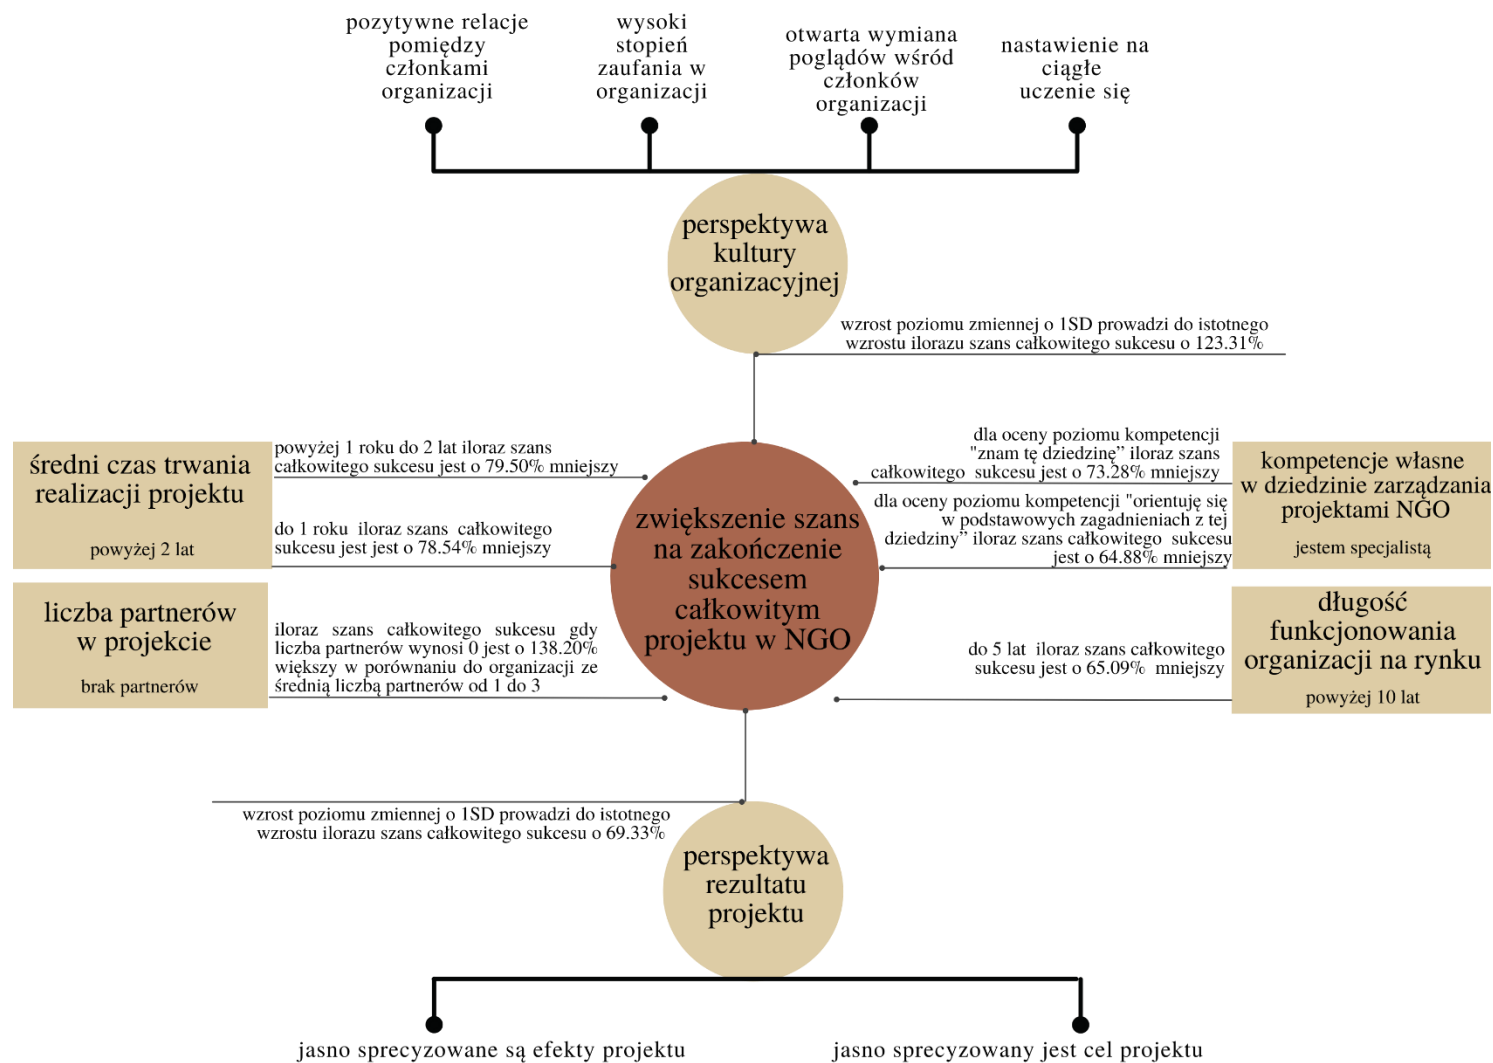 pozytywne relacje
pomiędzy
członkami
organizacji
wysoki
stopień
zaufania w
organizacji
otwarta wymiana
poglądów wśród
członków
organizacji
nastawienie na
ciągłe
uczenie się
perspektywa
kultury
organizacyjnej
wzrost poziomu zmiennej o 1SD prowadzi do istotnego
wzrostu ilorazu szans całkowitego sukcesu o 123.31%
średni czas trwania
realizacji projektu
powyżej 2 lat
powyżej 1 roku do 2 lat iloraz szans
całkowitego sukcesu jest o 79.50% mniejszy
do 1 roku iloraz szans całkowitego
sukcesu jest jest o 78.54% mniejszy
liczba partnerów
w projekcie
brak partnerów
iloraz szans całkowitego sukcesu gdy
liczba partnerów wynosi 0 jest o 138.20%
większy w porównaniu do organizacji ze
średnią liczbą partnerów od 1 do 3
zwiększenie szans
na zakończenie
sukcesem
całkowitym
projektu w NGO
dla oceny poziomu kompetencji
"znam tę dziedzinę” iloraz szans
całkowitego sukcesu jest o 73.28% mniejszy
dla oceny poziomu kompetencji "orientuję się
w podstawowych zagadnieniach z tej
dziedziny” iloraz szans całkowitego sukcesu
jest o 64.88% mniejszy
kompetencje własne
w dziedzinie zarządzania
projektami NGO
jestem specjalistą
do 5 lat iloraz szans całkowitego
sukcesu jest o 65.09% mniejszy
długość
funkcjonowania
organizacji na rynku
powyżej 10 lat
wzrost poziomu zmiennej o 1SD prowadzi do istotnego
wzrostu ilorazu szans całkowitego sukcesu o 69.33%
perspektywa
rezultatu
projektu
jasno sprecyzowane są efekty projektu
jasno sprecyzowany jest cel projektu